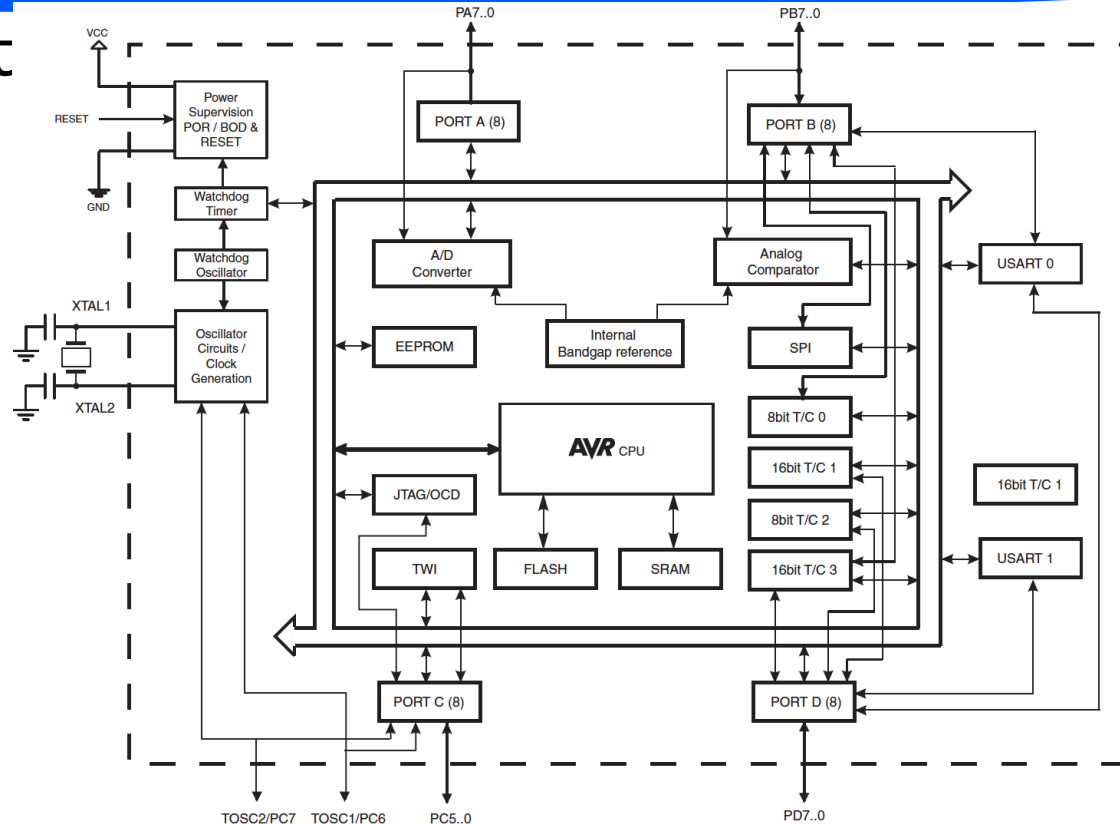 PA7..0
PB7..0
VCC
Power
Supervision
POR / BOD &
RESET
RESET
PORT A (8)
PORT B (8)
GND
Watchdog
Timer
Watchdog
Oscillator
A/D
Converter
Analog
Comparator
USART 0
XTAL1
Oscillator
Circuits /
Clock
Generation
XTAL2
EEPROM
Internal
Bandgap reference
SPI
8bit T/C 0
AVR CPU
16bit T/C 1
16bit T/C 1
JTAG/OCD
8bit T/C 2
TWI
FLASH
SRAM
16bit T/C 3
USART 1
PORT C (8)
PORT D (8)
TOSC2/PC7
TOSC1/PC6
PC5..0
PD7..0